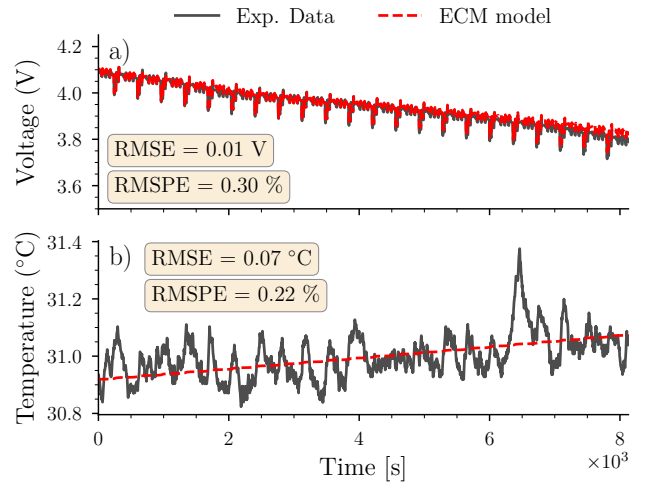 Exp. Data
ECM model
a)
Voltage (V)
4.2
4.0
3.8
3.6
RMSE = 0.01 V
RMSPE = 0.30 %
b)
Temperature (°C)
31.4
31.2
31.0
30.8
RMSE = 0.07 °C
RMSPE = 0.22 %
0
2
4
6
8
Time [s]
×10³